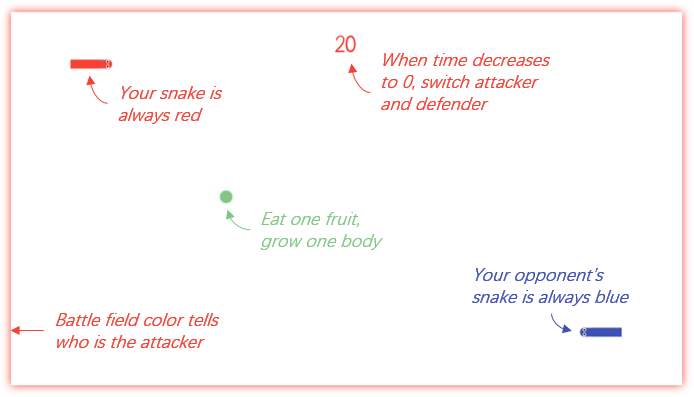 20
When time decreases
to 0, switch attacker
and defender
Your snake is
always red
Eat one fruit,
grow one body
Your opponent's
snake is always blue
Battle field color tells
who is the attacker